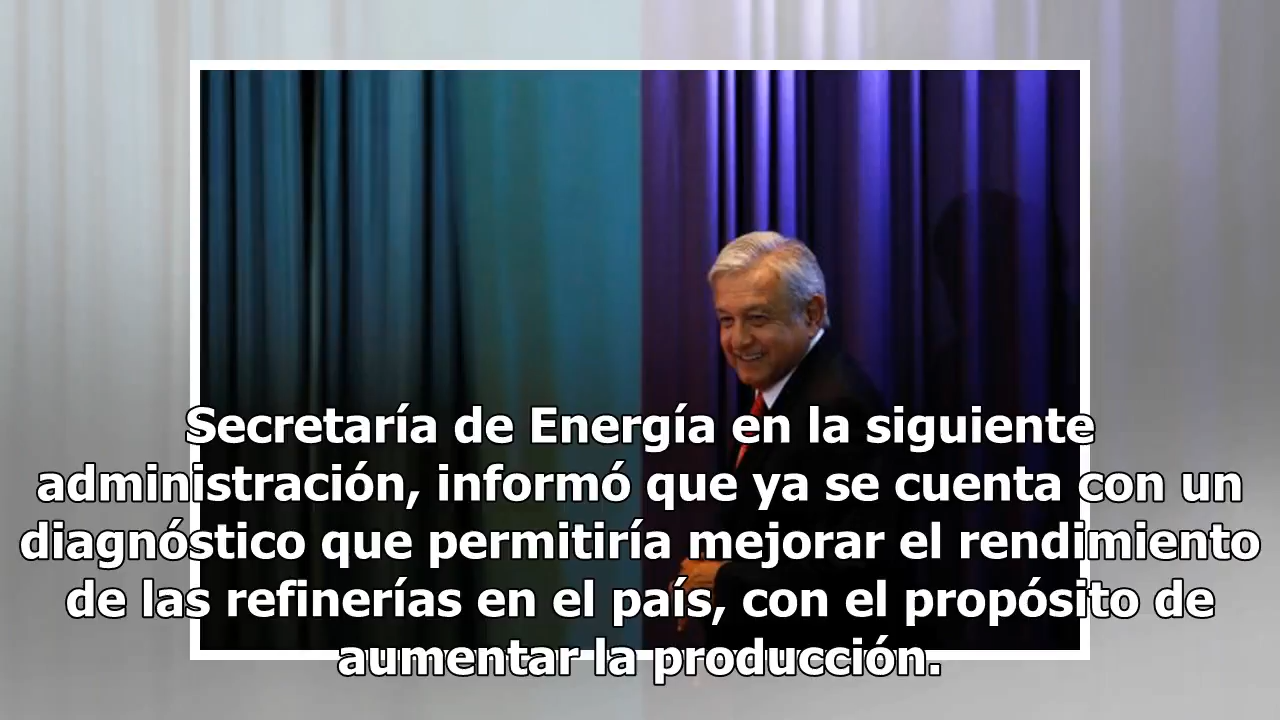 Secretaría de Energía en la siguiente
administración, informó que ya se cuenta con un
diagnóstico que permitiría mejorar el rendimiento
de las refinerías en el país, con el propósito de
aumentar la producción.